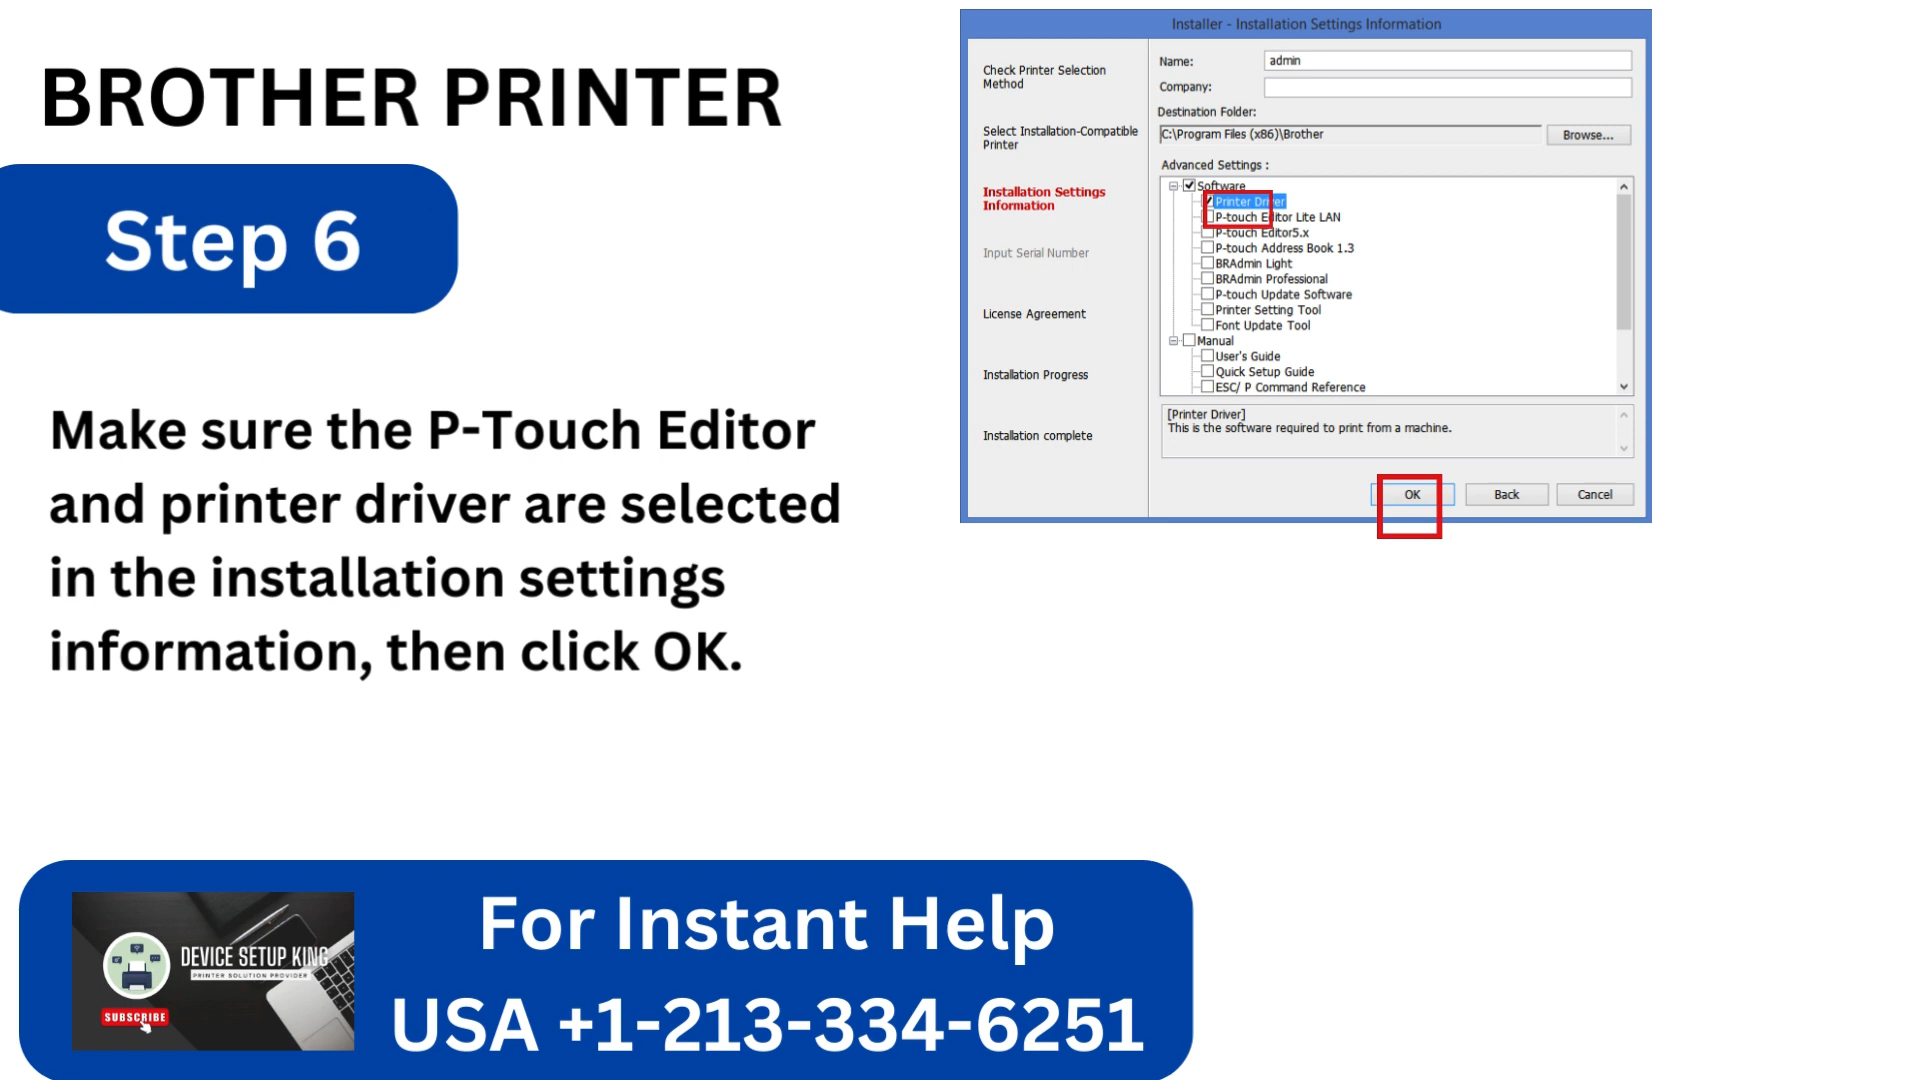 BROTHER PRINTER
Step 6
Make sure the P-Touch Editor
and printer driver are selected
in the installation settings
information, then click OK.
Installer - Installation Settings Information
Check Printer Selection
Method
Select Installation-Compatible
Printer
Installation Settings
Information
Input Serial Number
License Agreement
Installation Progress
Installation complete
Name: admin
Company:
Destination Folder:
C:\Program Files (x86)\Brother Browse...
Advanced Settings :
Software
Printer Driver
P-touch Editor Lite LAN
P-touch Editor5.x
P-touch Address Book 1.3
BRAdmin Light
BRAdmin Professional
P-touch Update Software
Printer Setting Tool
Font Update Tool
Manual
User's Guide
Quick Setup Guide
ESC/ P Command Reference
[Printer Driver]
This is the software required to print from a machine.
OK Back Cancel
DEVICE SETUP KING
PRINTER SOLUTION PROVIDER
SUBSCRIBE
For Instant Help
USA +1-213-334-6251